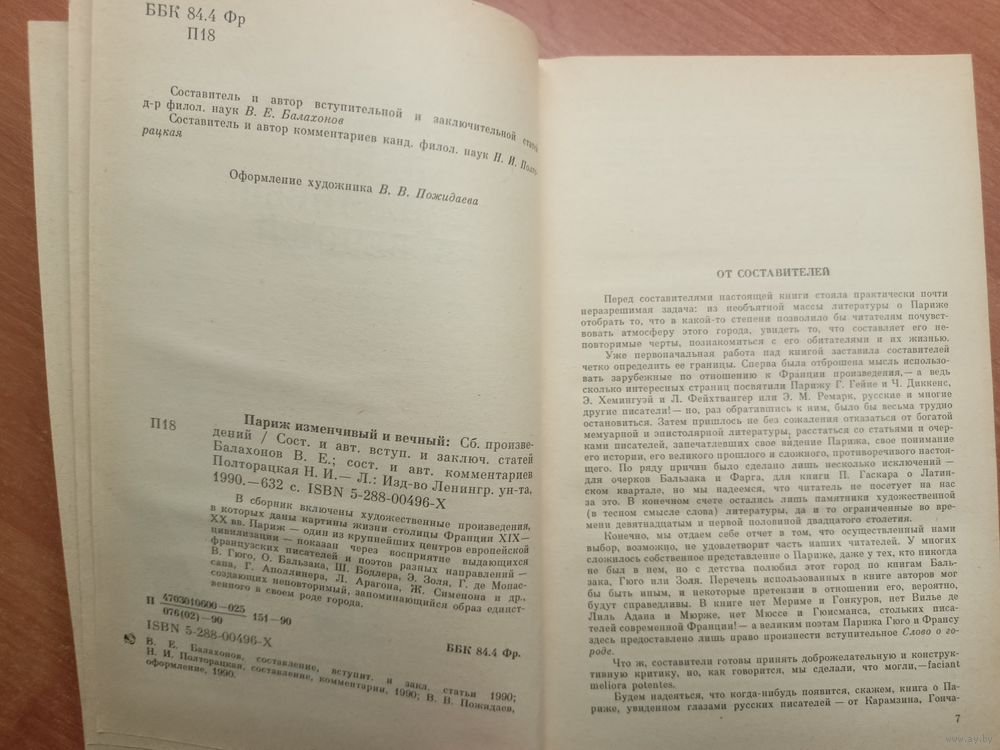 ББК 84.4 Фр
П18
Составитель и автор вступительной и заключительной статей
д-р филол. наук В. Е. Балахонов
Составитель и автор комментариев канд. филол. наук Н. И. Полто-
рацкая
Оформление художника В. В. Пожидаева
П18
Париж изменчивый и вечный: Сб. произве-
дений / Сост. и авт. вступ. и заключ. статей
Балахонов В. Е.; сост. и авт. комментариев
Полторацкая Н. И.— Л.: Изд-во Ленингр. ун-та,
1990.—632 с. ISBN 5-288-00496-X
В сборник включены художественные произведения,
в которых даны картины жизни столицы Франции XIX—
XX вв. Париж — один из крупнейших центров европейской
цивилизации — показан через восприятие выдающихся
французских писателей и поэтов разных направлений —
В. Гюго, О. Бальзака, Ш. Бодлера, Э. Золя, Г. де Мопас-
сана, Г. Аполлинера, Л. Арагона, Ж. Сименона и др.,
создающих неповторимый, запоминающийся образ единст-
венного в своем роде города.
П 4703010600—025
076(02)—90 151—90
ISBN 5-288-00496-X
ББК 84.4 Фр.
© В. Е. Балахонов, составление, вступит. и закл. статьи 1990;
Н. И. Полторацкая, составление, комментарии, 1990; В. В. Пожидаев,
оформление, 1990.
ОТ СОСТАВИТЕЛЕЙ
Перед составителями настоящей книги стояла практически почти
неразрешимая задача: из необъятной массы литературы о Париже
отобрать то, что в какой-то степени позволило бы читателям почувст-
вовать атмосферу этого города, увидеть то, что составляет его не-
повторимые черты, познакомиться с его обитателями и их жизнью.
Уже первоначальная работа над книгой заставила составителей
четко определить ее границы. Сперва была отброшена мысль исполь-
зовать зарубежные по отношению к Франции произведения,— а ведь
сколько интересных страниц посвятили Парижу Г. Гейне и Ч. Диккенс,
Э. Хемингуэй и Л. Фейхтвангер или Э. М. Ремарк, русские и многие
другие писатели! — но, раз обратившись к ним, было бы весьма трудно
остановиться. Затем пришлось не без сожаления отказаться от богатой
мемуарной и эпистолярной литературы, расстаться со статьями и очер-
ками писателей, запечатлевших свое видение Парижа, свое понимание
его истории, его великого прошлого и сложного, противоречивого настоя-
щего. По ряду причин было сделано лишь несколько исключений —
для очерков Бальзака и Фарга, для книги П. Гаскара о Латин-
ском квартале, но мы надеемся, что читатель не посетует на нас
за это. В конечном счете остались лишь памятники художественной
(в тесном смысле слова) литературы, да и то ограниченные во вре-
мени девятнадцатым и первой половиной двадцатого столетия.
Конечно, мы отдаем себе отчет в том, что осуществленный нами
выбор, возможно, не удовлетворит часть наших читателей. У многих
сложилось собственное представление о Париже, даже у тех, кто никогда
не был в нем, но с детства полюбил этот город по книгам Баль-
зака, Гюго или Золя. Перечень использованных в книге авторов мог
бы быть иным, и некоторые претензии в отношении его, вероятно,
будут справедливы. В книге нет Мериме и Гонкуров, нет Вилье де
Лиль Адана и Мюрже, нет Мюссе и Гюисманса, стольких писа-
телей современной Франции! — а великим поэтам Парижа Гюго и Франсу
здесь предоставлено лишь право произнести вступительное Слово о го-
роде.
Что ж, составители готовы принять доброжелательную и конструк-
тивную критику, но, как говорится, мы сделали, что могли,—faciant
meliora potentes.
Будем надеяться, что когда-нибудь появится, скажем, книга о Па-
риже, увиденном глазами русских писателей — от Карамзина, Гонча-
7
www.ay.by